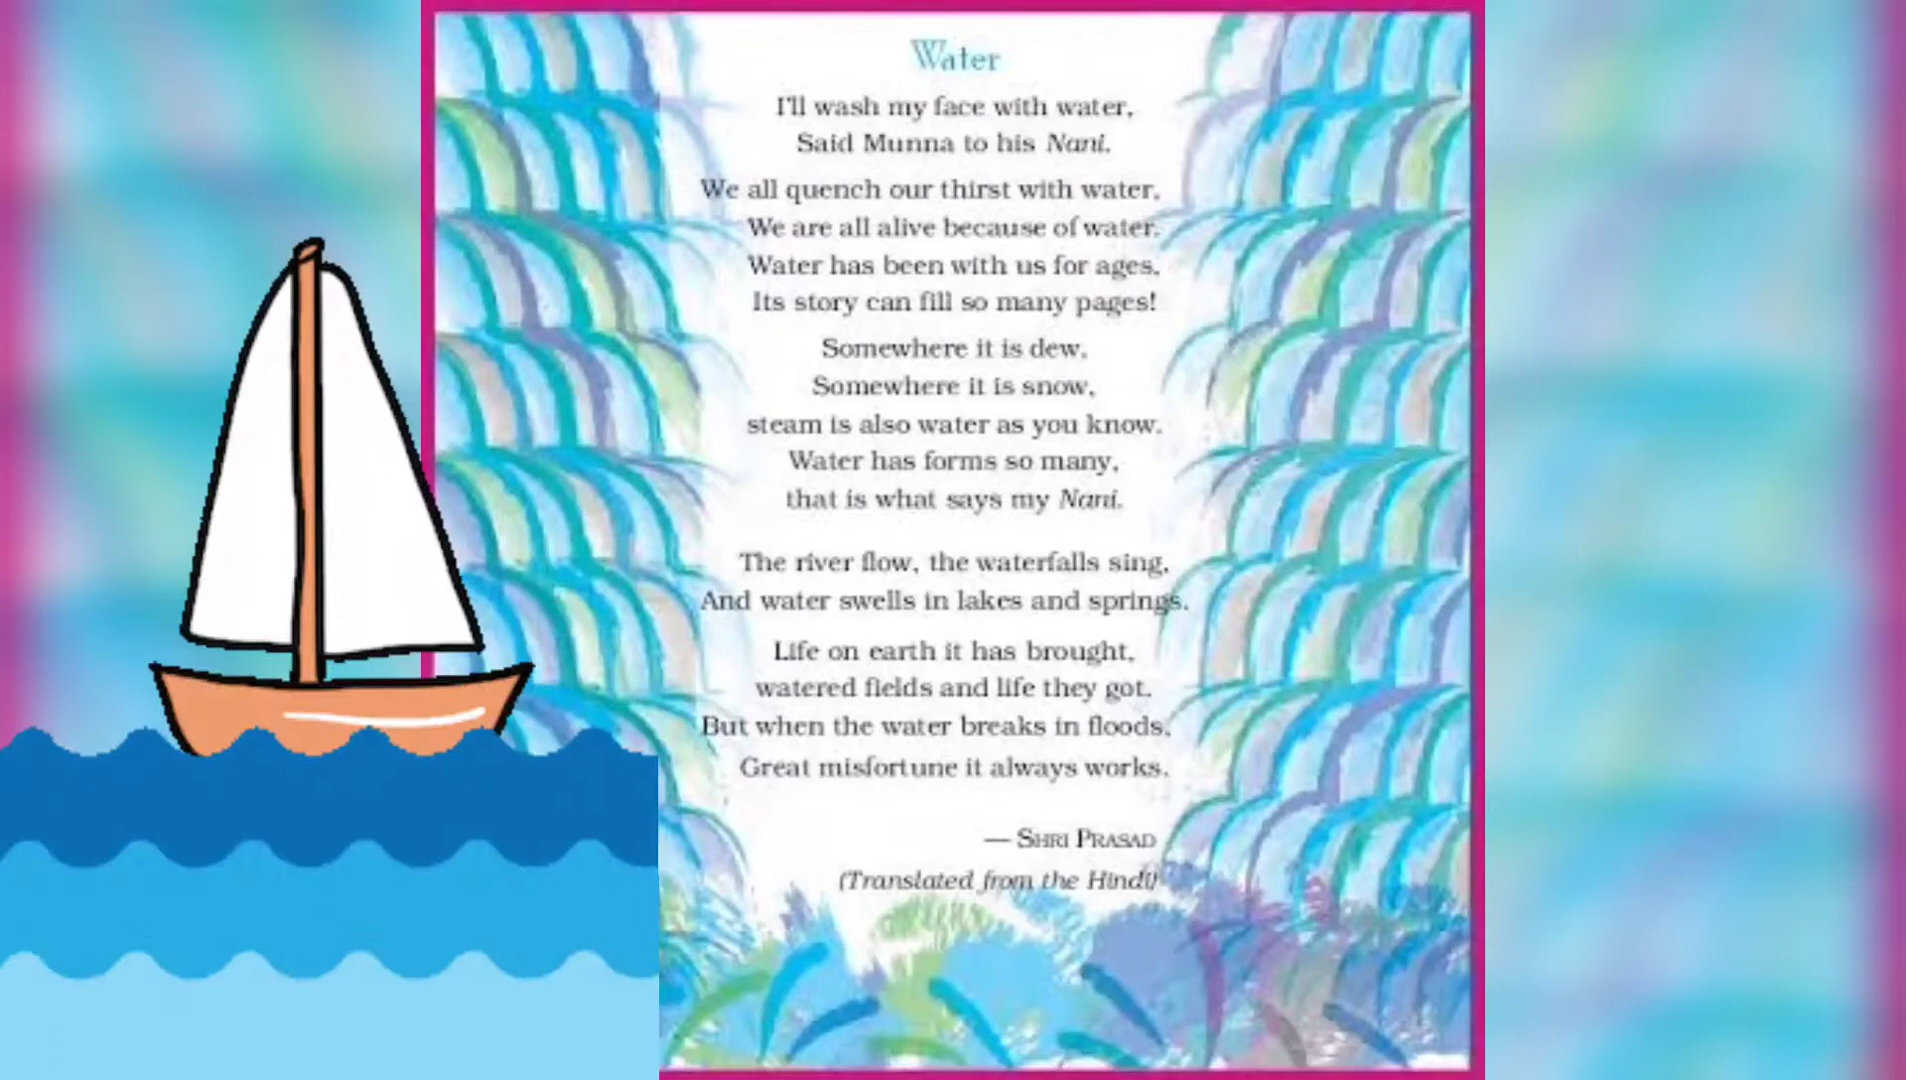 Water
I'll wash my face with water,
Said Munna to his Nani.
We all quench our thirst with water,
We are all alive because of water.
Water has been with us for ages,
Its story can fill so many pages!
Somewhere it is dew,
Somewhere it is snow,
steam is also water as you know.
Water has forms so many,
that is what says my Nani.
The river flow, the waterfalls sing,
And water swells in lakes and springs.
Life on earth it has brought,
watered fields and life they got.
But when the water breaks in floods,
Great misfortune it always works.
— SHRI PRASAD
(Translated from the Hindi)